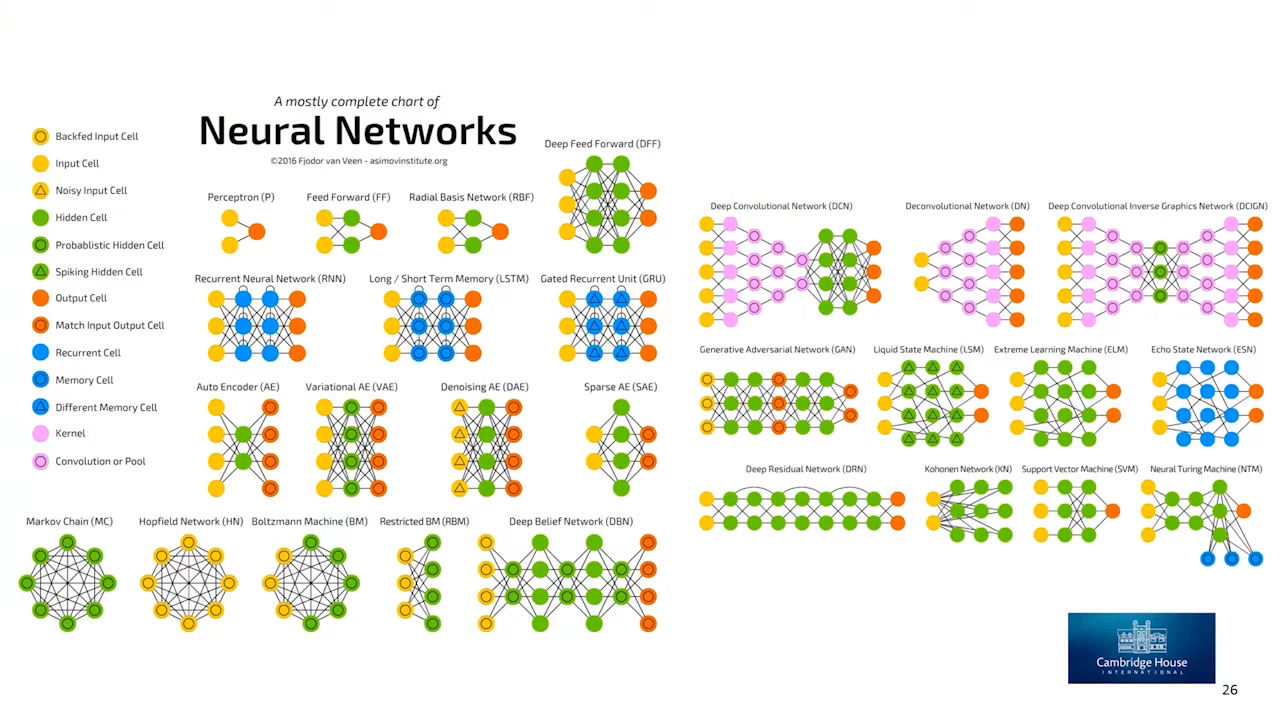 A mostly complete chart of
Neural Networks
©2016 Fjodor van Veen - asimovinstitute.org
Backfed Input Cell
Input Cell
Noisy Input Cell
Hidden Cell
Probablistic Hidden Cell
Spiking Hidden Cell
Output Cell
Match Input Output Cell
Recurrent Cell
Memory Cell
Different Memory Cell
Kernel
Convolution or Pool
Deep Feed Forward (DFF)
Perceptron (P)
Feed Forward (FF)
Radial Basis Network (RBF)
Recurrent Neural Network (RNN)
Long / Short Term Memory (LSTM)
Gated Recurrent Unit (GRU)
Auto Encoder (AE)
Variational AE (VAE)
Denoising AE (DAE)
Sparse AE (SAE)
Markov Chain (MC)
Hopfield Network (HN)
Boltzmann Machine (BM)
Restricted BM (RBM)
Deep Belief Network (DBN)
Deep Convolutional Network (DCN)
Deconvolutional Network (DN)
Deep Convolutional Inverse Graphics Network (DCIGN)
Generative Adversarial Network (GAN)
Liquid State Machine (LSM)
Extreme Learning Machine (ELM)
Echo State Network (ESN)
Deep Residual Network (DRN)
Kohonen Network (KN)
Support Vector Machine (SVM)
Neural Turing Machine (NTM)
Cambridge House
INTERNATIONAL
26